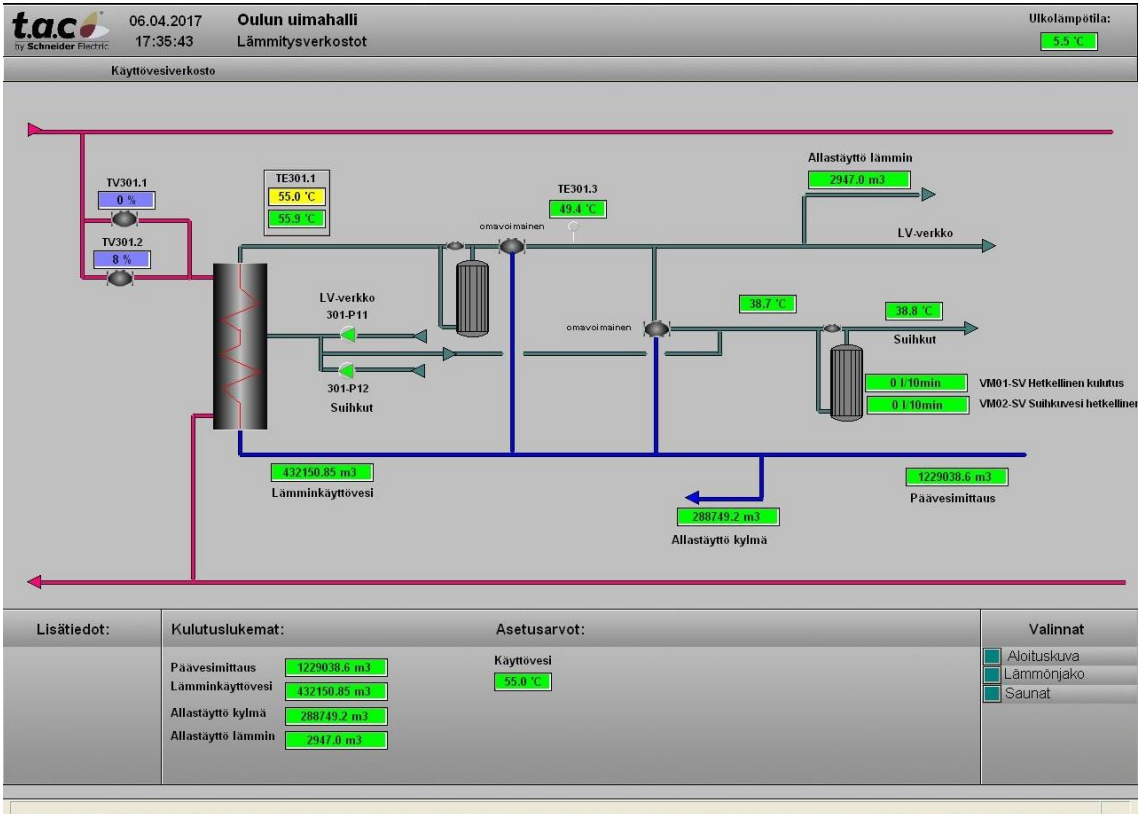 t.a.c
by Schneider Electric
06.04.2017
17:35:43
Oulun uimahalli
Lämmitysverkostot
Ulkolämpötila:
5.5 °C
Käyttövesiverkosto
TV301.1
0 %
TV301.2
8 %
TE301.1
55.0 °C
55.9 °C
omavoimainen
TE301.3
49.4 °C
Allastäyttö lämmin
2947.0 m3
LV-verkko
LV-verkko
301-P11
301-P12
Suihkut
omavoimainen
38.7 °C
38.8 °C
Suihkut
0 l/10min
VM01-SV Hetkellinen kulutus
0 l/10min
VM02-SV Suihkuvesi hetkelliner
432150.85 m3
Lämminkäyttövesi
288749.2 m3
Allastäyttö kylmä
1229038.6 m3
Päävesimittaus
Lisätiedot:
Kulutuslukemat:
Päävesimittaus 1229038.6 m3
Lämminkäyttövesi 432150.85 m3
Allastäyttö kylmä 288749.2 m3
Allastäyttö lämmin 2947.0 m3
Asetusarvot:
Käyttövesi
55.0 °C
Valinnat
Aloituskuva
Lämmönjako
Saunat